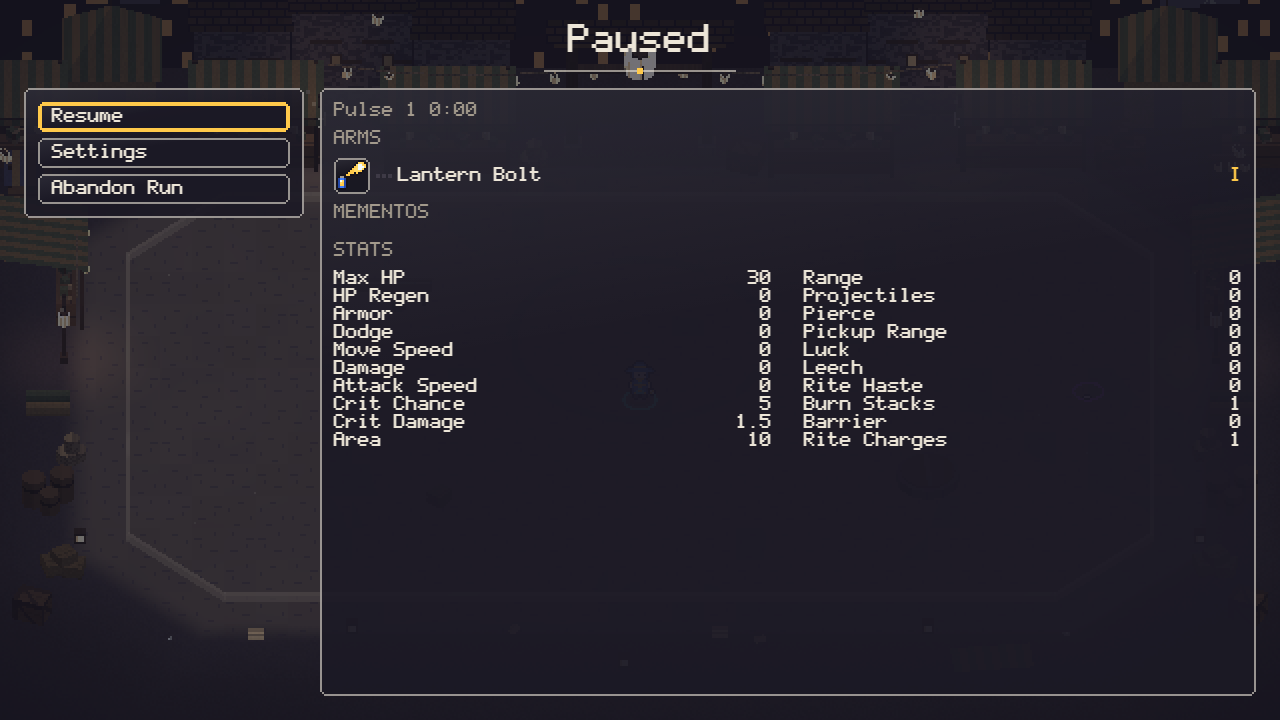 Paused
Resume
Settings
Abandon Run
Pulse 1 0:00
ARMS
Lantern Bolt I
MEMENTOS
STATS
Max HP 30 Range 0
HP Regen 0 Projectiles 0
Armor 0 Pierce 0
Dodge 0 Pickup Range 0
Move Speed 0 Luck 0
Damage 0 Leech 0
Attack Speed 0 Rite Haste 0
Crit Chance 5 Burn Stacks 1
Crit Damage 1.5 Barrier 0
Area 10 Rite Charges 1